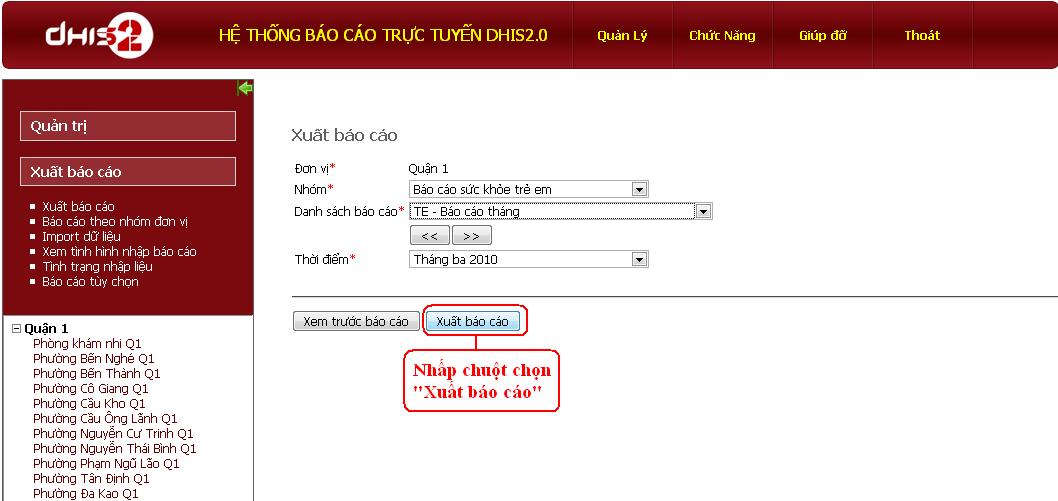 dHIS2
HỆ THỐNG BÁO CÁO TRỰC TUYẾN DHIS2.0
Quản Lý
Chức Năng
Giúp đỡ
Thoát
Quản trị
Xuất báo cáo
Xuất báo cáo
Báo cáo theo nhóm đơn vị
Import dữ liệu
Xem tình hình nhập báo cáo
Tình trạng nhập liệu
Báo cáo tùy chọn
Quận 1
Phòng khám nhi Q1
Phường Bến Nghé Q1
Phường Bến Thành Q1
Phường Cô Giang Q1
Phường Cầu Kho Q1
Phường Cầu Ông Lãnh Q1
Phường Nguyễn Cư Trinh Q1
Phường Nguyễn Thái Bình Q1
Phường Phạm Ngũ Lão Q1
Phường Tân Định Q1
Phường Đa Kao Q1
Xuất báo cáo
Đơn vị* Quận 1
Nhóm* Báo cáo sức khỏe trẻ em
Danh sách báo cáo* TE - Báo cáo tháng
<< >>
Thời điểm* Tháng ba 2010
Xem trước báo cáo Xuất báo cáo
Nhấp chuột chọn
"Xuất báo cáo"